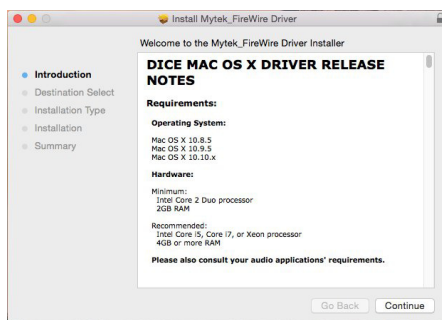 Install Mytek_FireWire Driver
Welcome to the Mytek_FireWire Driver Installer
Introduction
Destination Select
Installation Type
Installation
Summary
DICE MAC OS X DRIVER RELEASE
NOTES
Requirements:
Operating System:
Mac OS X 10.8.5
Mac OS X 10.9.5
Mac OS X 10.10.x
Hardware:
Minimum:
Intel Core 2 Duo processor
2GB RAM
Recommended:
Intel Core i5, Core i7, or Xeon processor
4GB or more RAM
Please also consult your audio applications' requirements.
Go Back
Continue